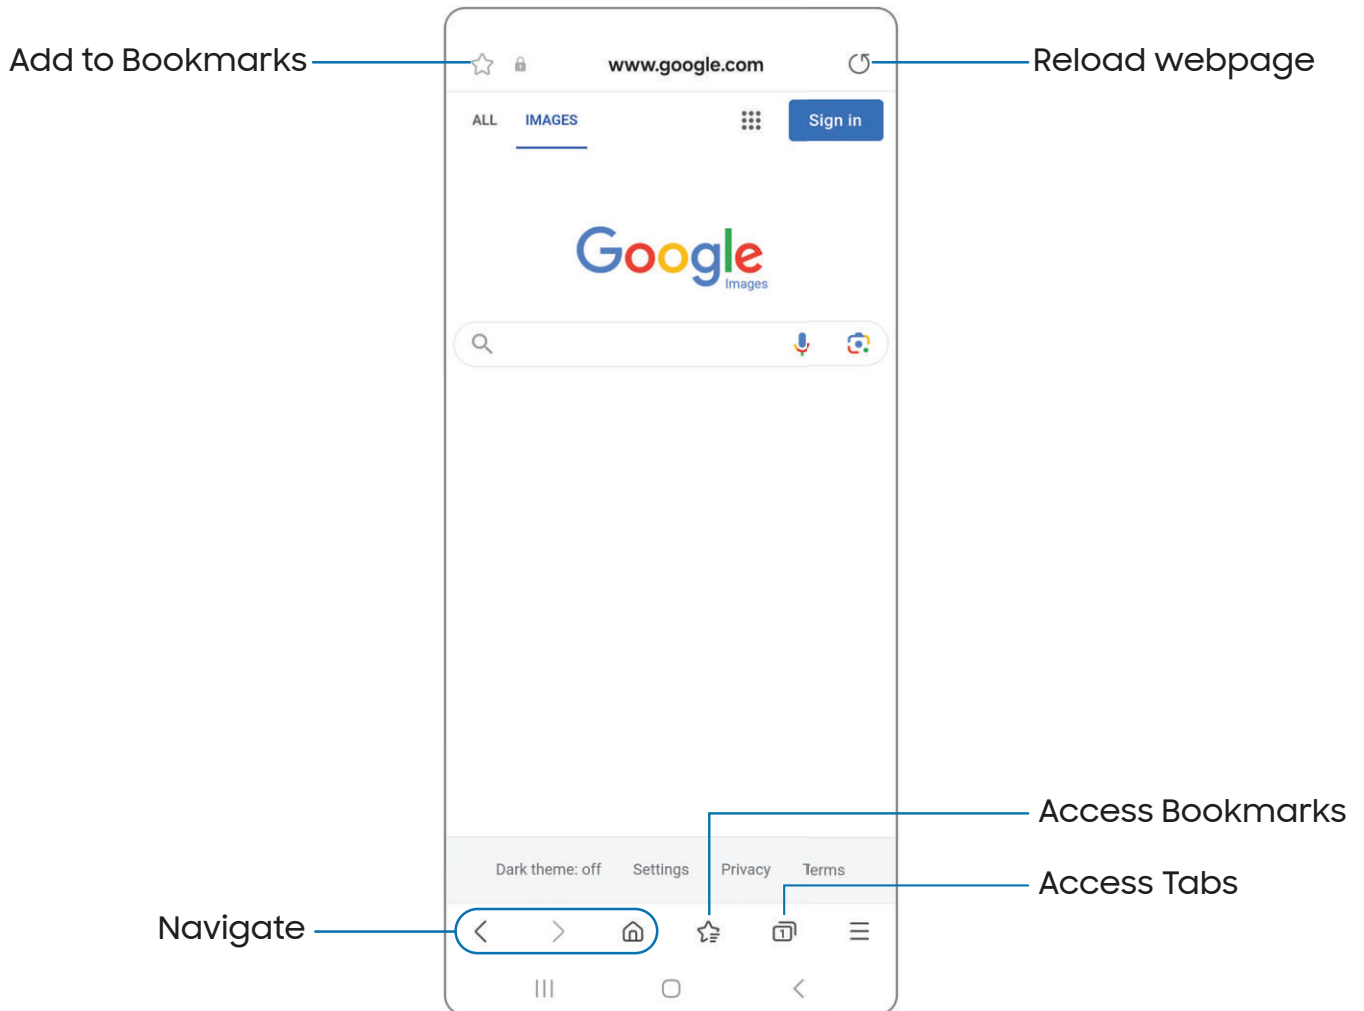 Add to Bookmarks
www.google.com
Reload webpage
ALL IMAGES
Sign in
Google
Images
Access Bookmarks
Dark theme: off Settings Privacy Terms
Access Tabs
Navigate
1